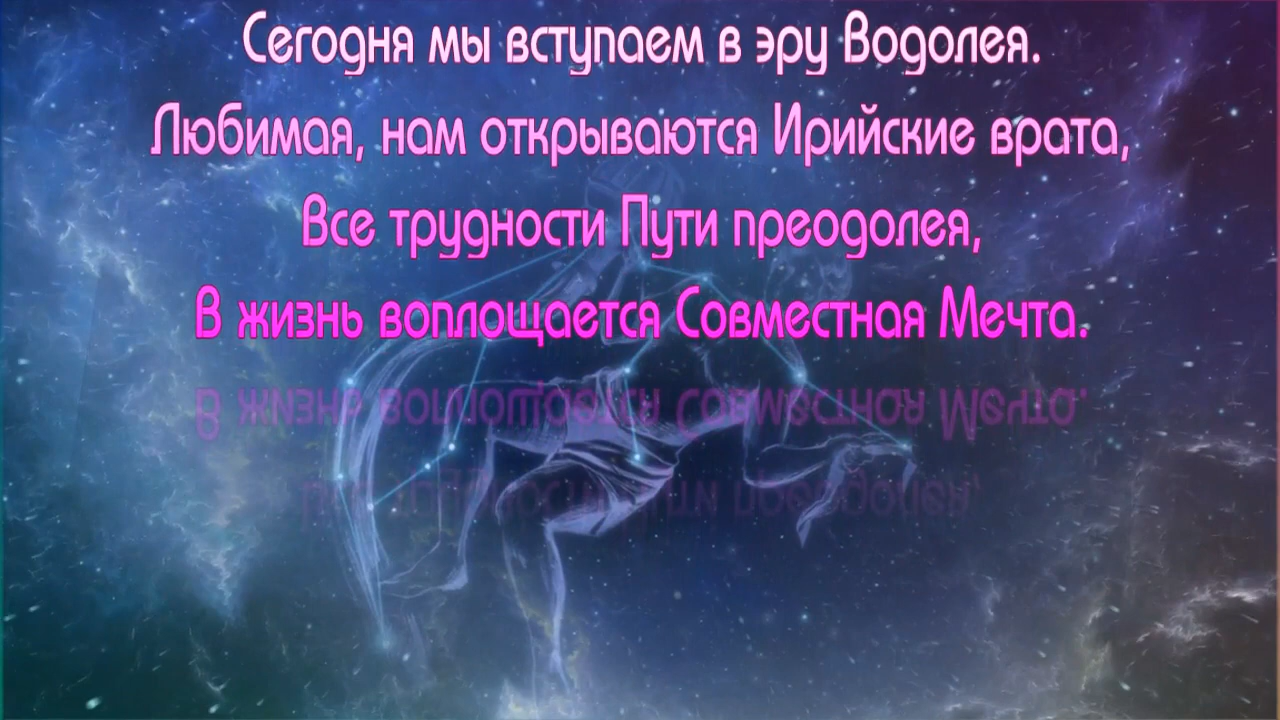 Сегодня мы вступаем в эру Водолея.
Любимая, нам открываются Ирийские врата,
Все трудности Пути преодолея,
В жизнь воплощается Совместная Мечта.